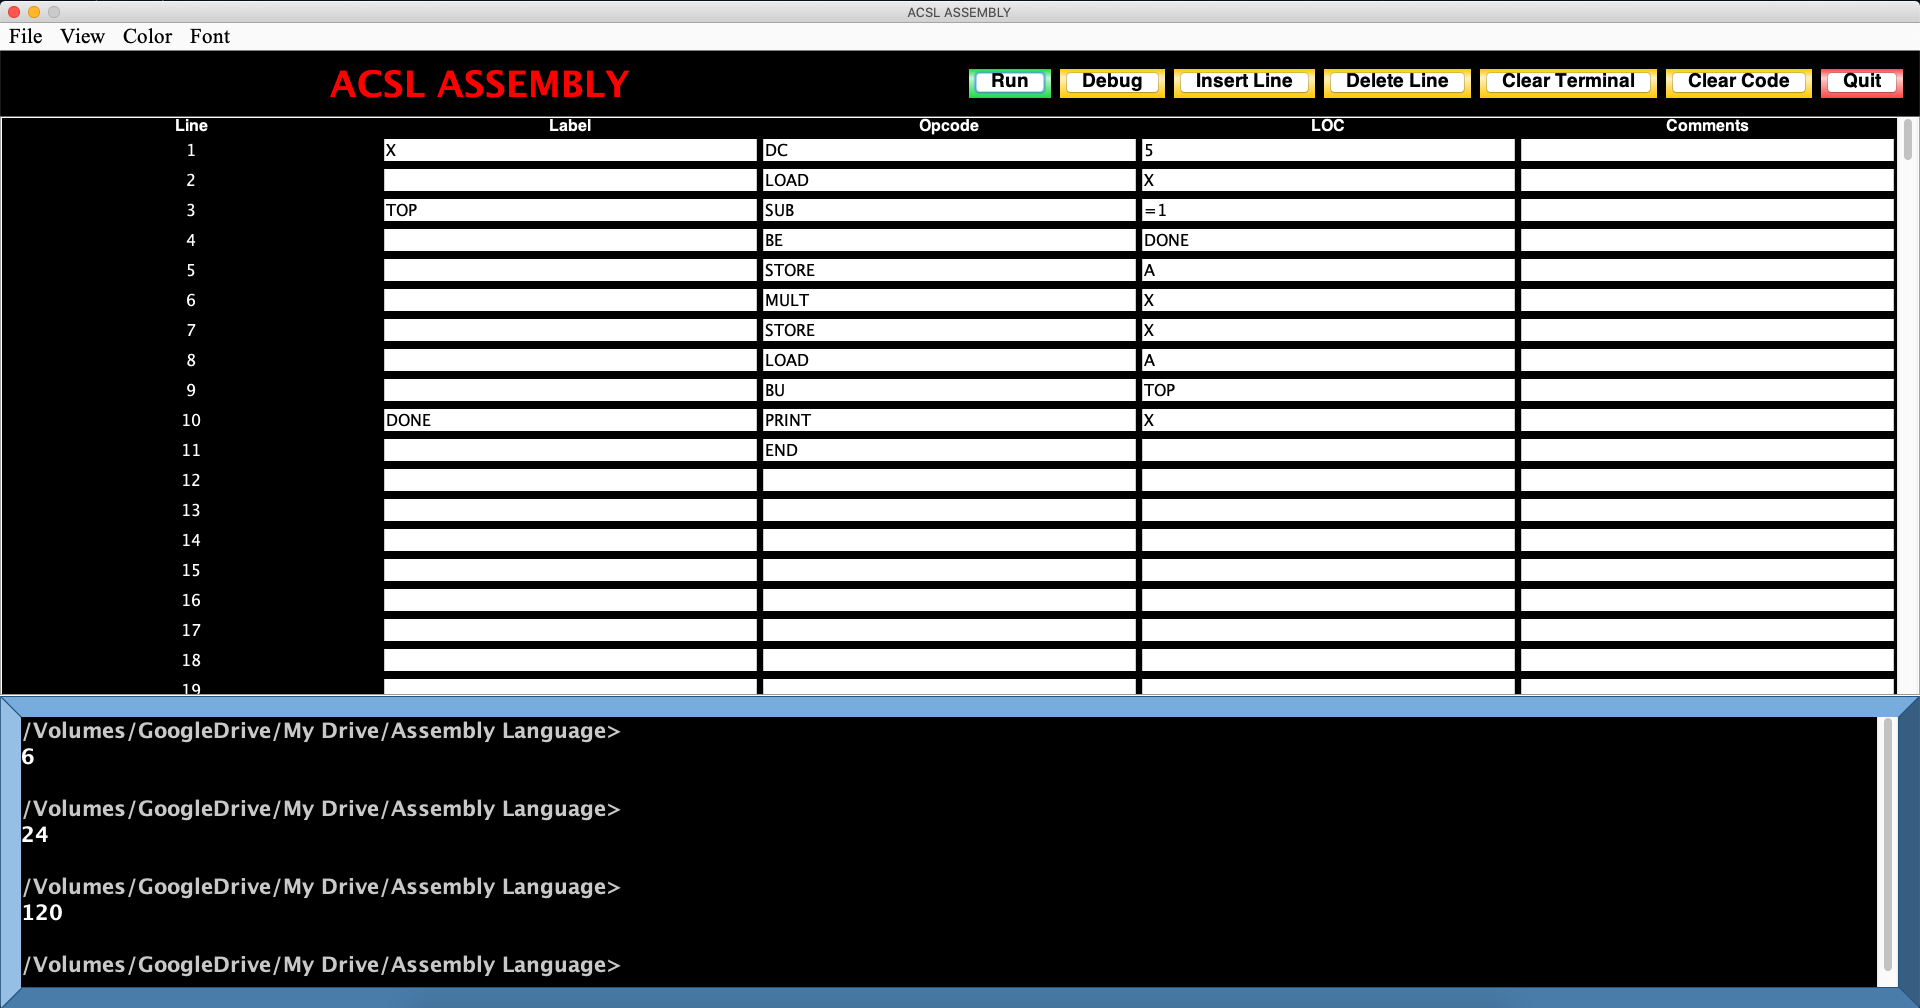 ACSL ASSEMBLY
File View Color Font
ACSL ASSEMBLY Run Debug Insert Line Delete Line Clear Terminal Clear Code Quit
Line Label Opcode LOC Comments
1 X DC 5
2 LOAD X
3 TOP SUB =1
4 BE DONE
5 STORE A
6 MULT X
7 STORE X
8 LOAD A
9 BU TOP
10 DONE PRINT X
11 END
12
13
14
15
16
17
18
19
/Volumes/GoogleDrive/My Drive/Assembly Language>
6
/Volumes/GoogleDrive/My Drive/Assembly Language>
24
/Volumes/GoogleDrive/My Drive/Assembly Language>
120
/Volumes/GoogleDrive/My Drive/Assembly Language>